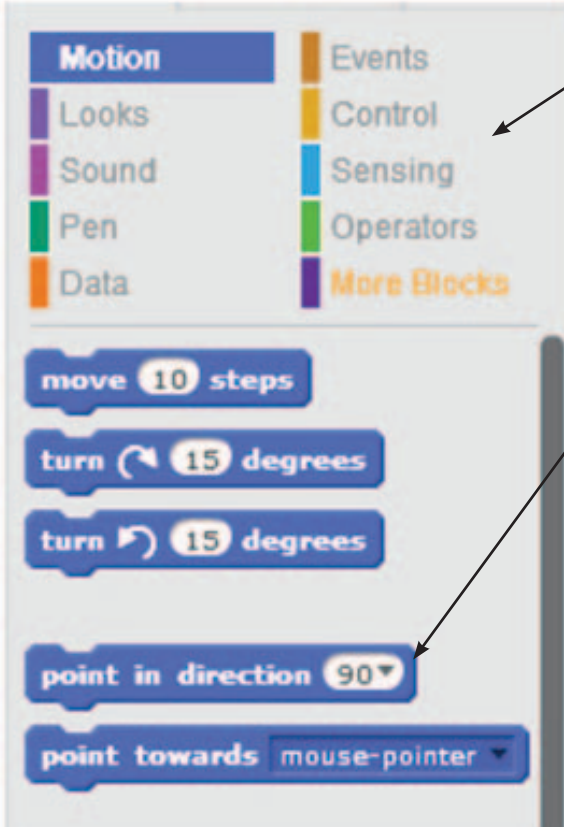 Motion
Events
Looks
Control
Sound
Sensing
Pen
Operators
Data
More Blocks
move 10 steps
turn 15 degrees
turn 15 degrees
point in direction 90
point towards mouse-pointer